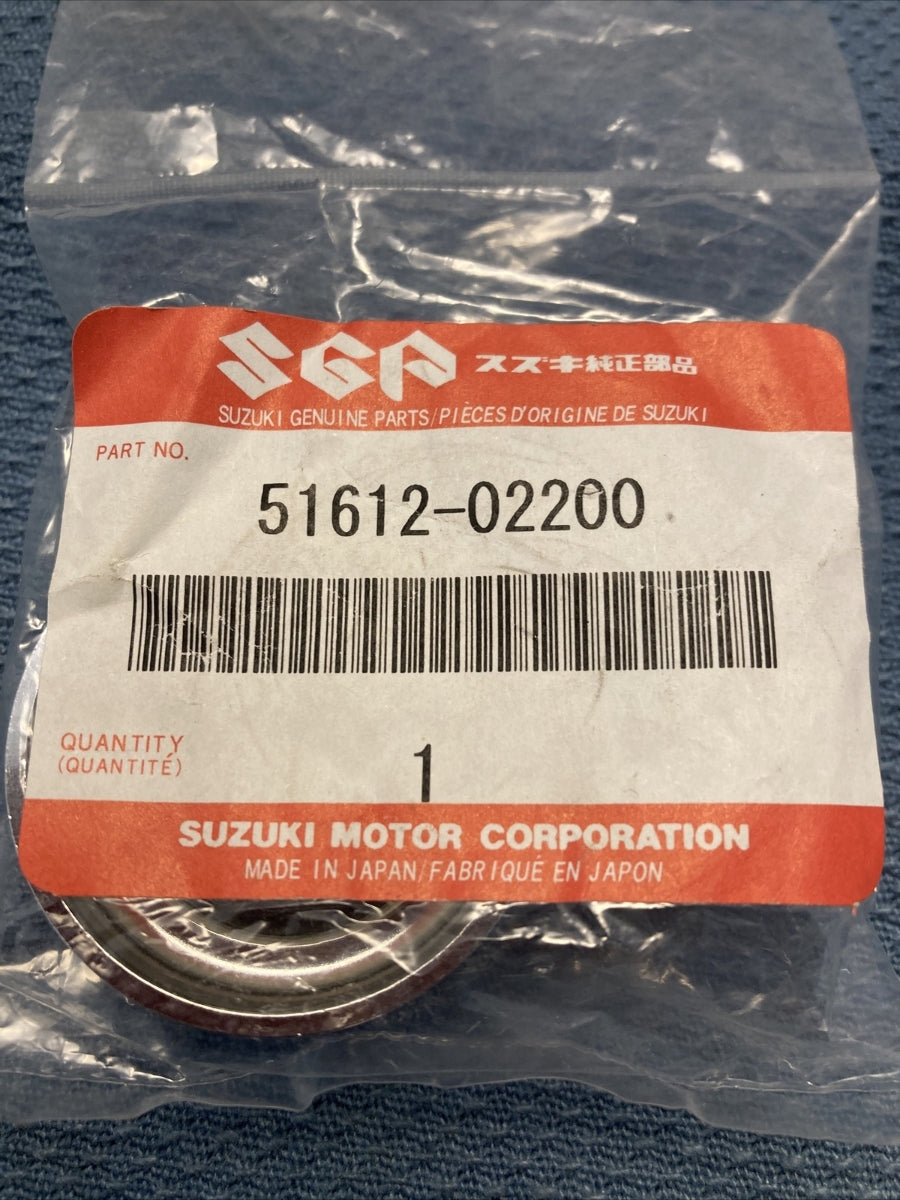 SGP スズキ純正部品
SUZUKI GENUINE PARTS/PIÈCES D'ORIGINE DE SUZUKI
PART NO.
51612-02200
QUANTITY
(QUANTITÉ)
1
SUZUKI MOTOR CORPORATION
MADE IN JAPAN/FABRIQUÉ EN JAPON